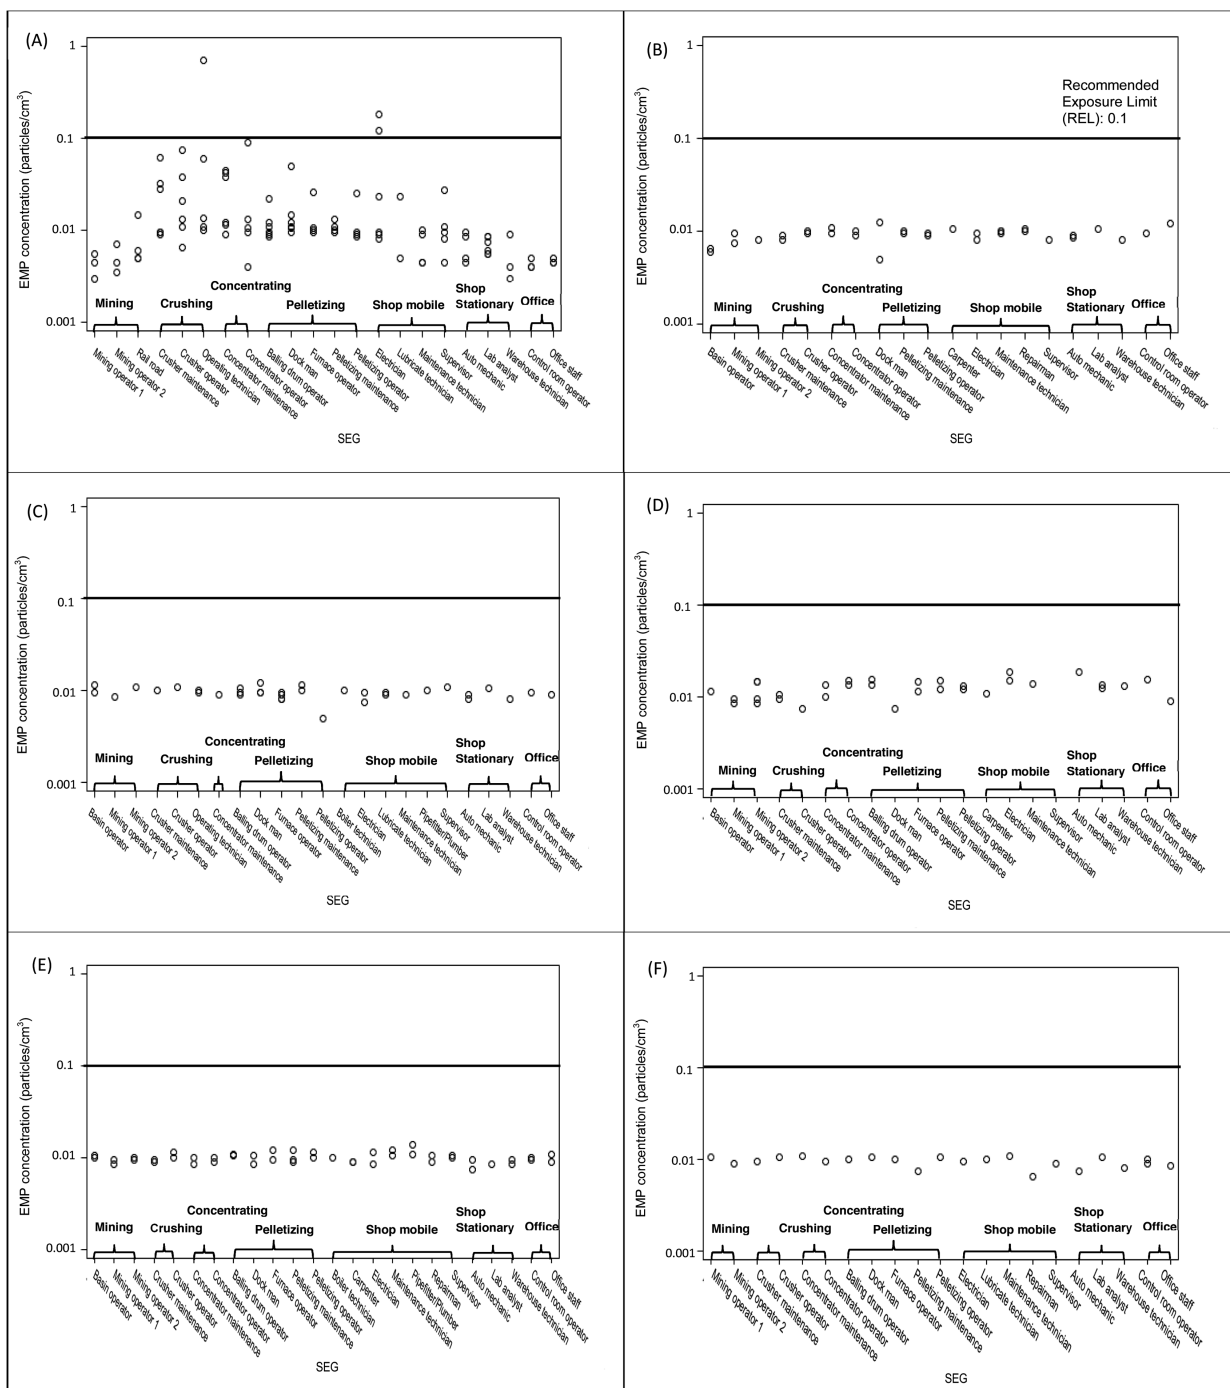 (A)
EMP concentration (particles/cm³)
1
0.1
0.01
0.001
Concentrating
Mining
Crushing
Pelletizing
Shop mobile
Shop
Stationary
Office
Mining operator 1
Mining operator 2
Rail road
Crusher maintenance
Crusher operator
Operating technician
Concentrator maintenance
Concentrator operator
Balling drum operator
Dock man
Furnace operator
Pelletizing maintenance
Pelletizing operator
Electrician
Lubricate technician
Maintenance technician
Supervisor
Auto mechanic
Lab analyst
Warehouse technician
Control room operator
Office staff
SEG
(B)
EMP concentration (particles/cm³)
1
0.1
0.01
0.001
Recommended
Exposure Limit
(REL): 0.1
Concentrating
Mining
Crushing
Pelletizing
Shop mobile
Shop
Stationary
Office
Basin operator
Mining operator 1
Mining operator 2
Crusher maintenance
Crusher operator
Concentrator maintenance
Concentrator operator
Dock man
Pelletizing maintenance
Pelletizing operator
Carpenter
Electrician
Maintenance technician
Repairman
Supervisor
Auto mechanic
Lab analyst
Warehouse technician
Control room operator
Office staff
SEG
(C)
EMP concentration (particles/cm³)
1
0.1
0.01
0.001
Concentrating
Mining
Crushing
Pelletizing
Shop mobile
Shop
Stationary
Office
Basin operator
Mining operator 1
Mining operator 2
Crusher maintenance
Crusher operator
Operating technician
Concentrator maintenance
Balling drum operator
Dock man
Furnace operator
Pelletizing maintenance
Pelletizing operator
Boiler technician
Electrician
Lubricate technician
Maintenance technician
Pipefitter/Plumber
Supervisor
Auto mechanic
Lab analyst
Warehouse technician
Control room operator
Office staff
SEG
(D)
EMP concentration (particles/cm³)
1
0.1
0.01
0.001
Concentrating
Mining
Crushing
Pelletizing
Shop mobile
Shop
Stationary
Office
Basin operator
Mining operator 1
Mining operator 2
Crusher maintenance
Crusher operator
Concentrator maintenance
Concentrator operator
Balling drum operator
Dock man
Furnace operator
Pelletizing maintenance
Pelletizing operator
Carpenter
Electrician
Maintenance technician
Supervisor
Auto mechanic
Lab analyst
Warehouse technician
Control room operator
Office staff
SEG
(E)
EMP concentration (particles/cm³)
1
0.1
0.01
0.001
Concentrating
Mining
Crushing
Pelletizing
Shop mobile
Shop
Stationary
Office
Basin operator
Mining operator 1
Mining operator 2
Crusher maintenance
Crusher operator
Concentrator maintenance
Concentrator operator
Balling drum operator
Dock man
Furnace operator
Pelletizing maintenance
Pelletizing operator
Boiler technician
Carpenter
Electrician
Maintenance technician
Pipefitter/Plumber
Repairman
Supervisor
Auto mechanic
Lab analyst
Warehouse technician
Control room operator
Office staff
SEG
(F)
EMP concentration (particles/cm³)
1
0.1
0.01
0.001
Concentrating
Mining
Crushing
Pelletizing
Shop mobile
Shop
Stationary
Office
Mining operator 1
Mining operator 2
Crusher maintenance
Crusher operator
Concentrator maintenance
Concentrator operator
Balling drum operator
Dock man
Furnace operator
Pelletizing maintenance
Pelletizing operator
Electrician
Lubricate technician
Maintenance technician
Repairman
Supervisor
Auto mechanic
Lab analyst
Warehouse technician
Control room operator
Office staff
SEG